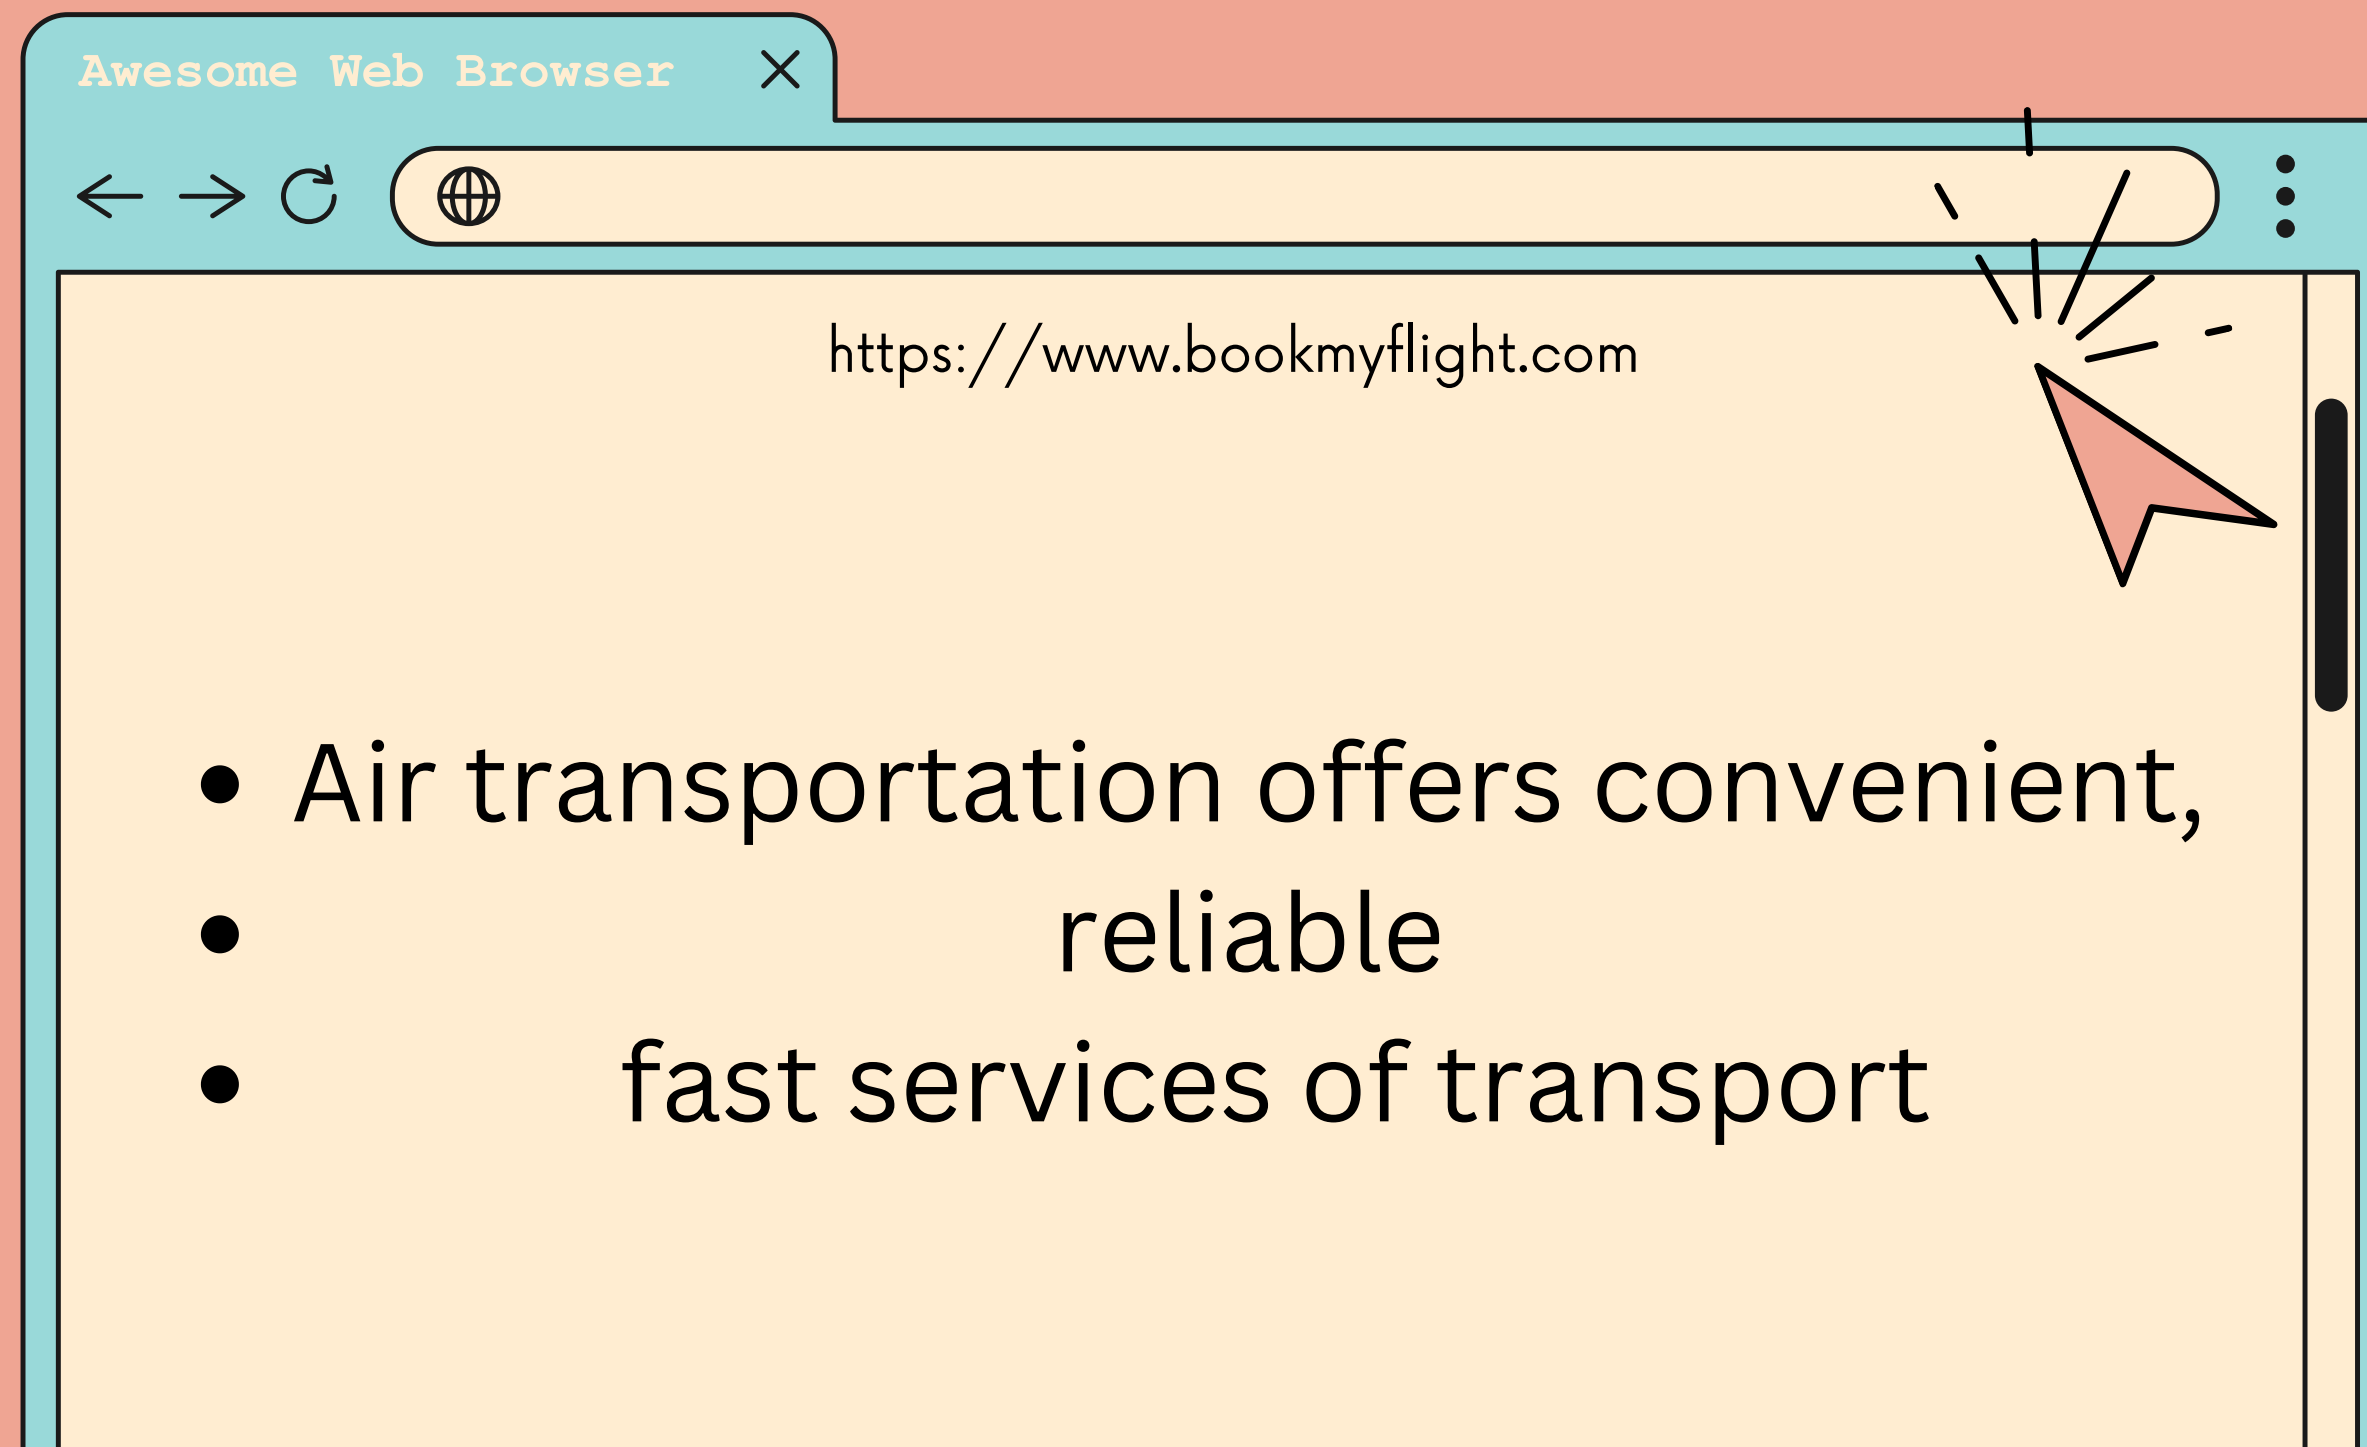 Awesome Web Browser
https://www.bookmyflight.com
• Air transportation offers convenient,
• reliable
• fast services of transport